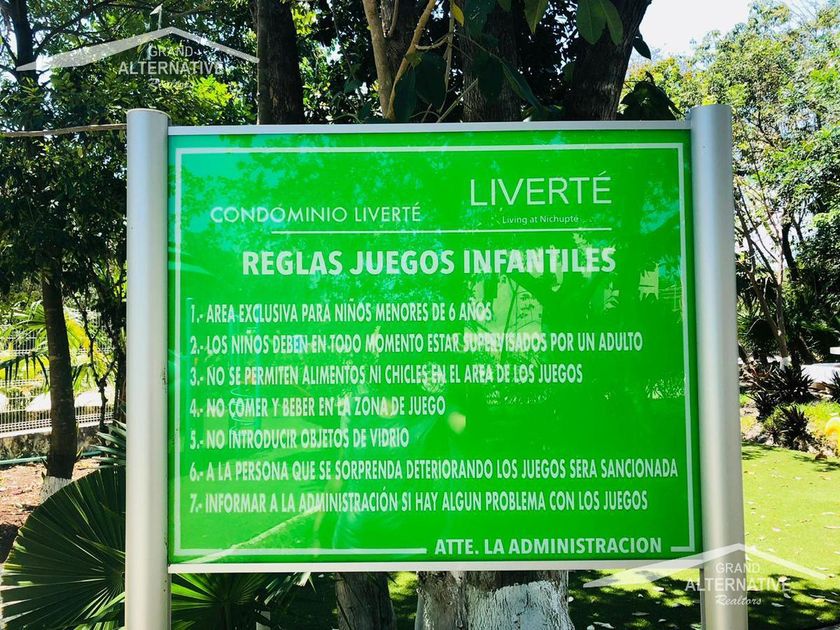 GRAND
ALTERNATIVE
Realtors
CONDOMINIO LIVERTÉ
LIVERTÉ
Living at Nichupté
REGLAS JUEGOS INFANTILES
1.- AREA EXCLUSIVA PARA NIÑOS MENORES DE 6 AÑOS
2.- LOS NIÑOS DEBEN EN TODO MOMENTO ESTAR SUPERVISADOS POR UN ADULTO
3.- NO SE PERMITEN ALIMENTOS NI CHICLES EN EL AREA DE LOS JUEGOS
4.- NO COMER Y BEBER EN LA ZONA DE JUEGO
5.- NO INTRODUCIR OBJETOS DE VIDRIO
6.- A LA PERSONA QUE SE SORPRENDA DETERIORANDO LOS JUEGOS SERA SANCIONADA
7.- INFORMAR A LA ADMINISTRACIÓN SI HAY ALGUN PROBLEMA CON LOS JUEGOS
ATTE. LA ADMINISTRACION
GRAND
ALTERNATIVE
Realtors